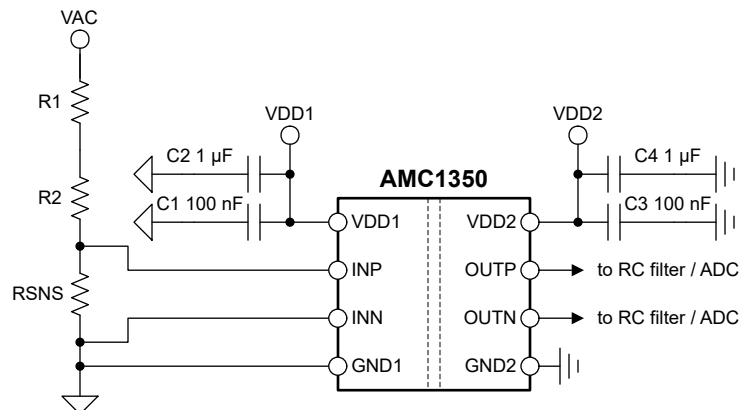 VAC
R1
VDD1
VDD2
C2 1 µF
C4 1 µF
R2
AMC1350
C1 100 nF
C3 100 nF
VDD1
VDD2
INP
OUTP
to RC filter / ADC
RSNS
INN
OUTN
to RC filter / ADC
GND1
GND2